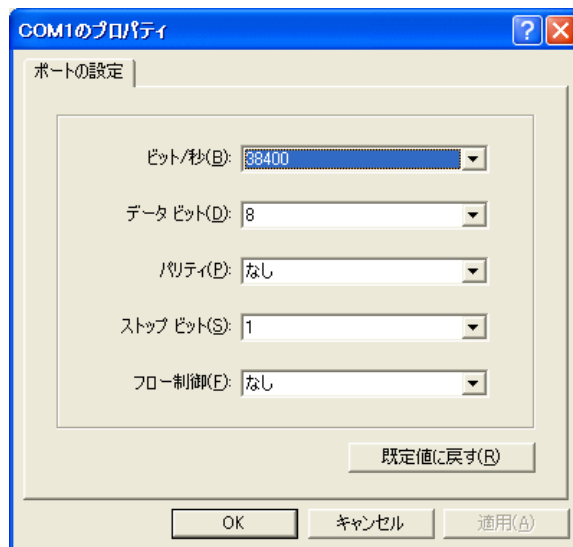 COM1のプロパティ
ポートの設定
ビット/秒(B): 38400
データ ビット(D): 8
パリティ(P): なし
ストップ ビット(S): 1
フロー制御(F): なし
既定値に戻す(R)
OK キャンセル 適用(A)